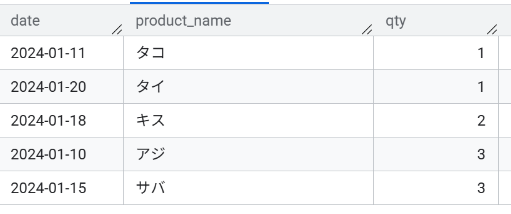 date product_name qty
2024-01-11 タコ 1
2024-01-20 タイ 1
2024-01-18 キス 2
2024-01-10 アジ 3
2024-01-15 サバ 3